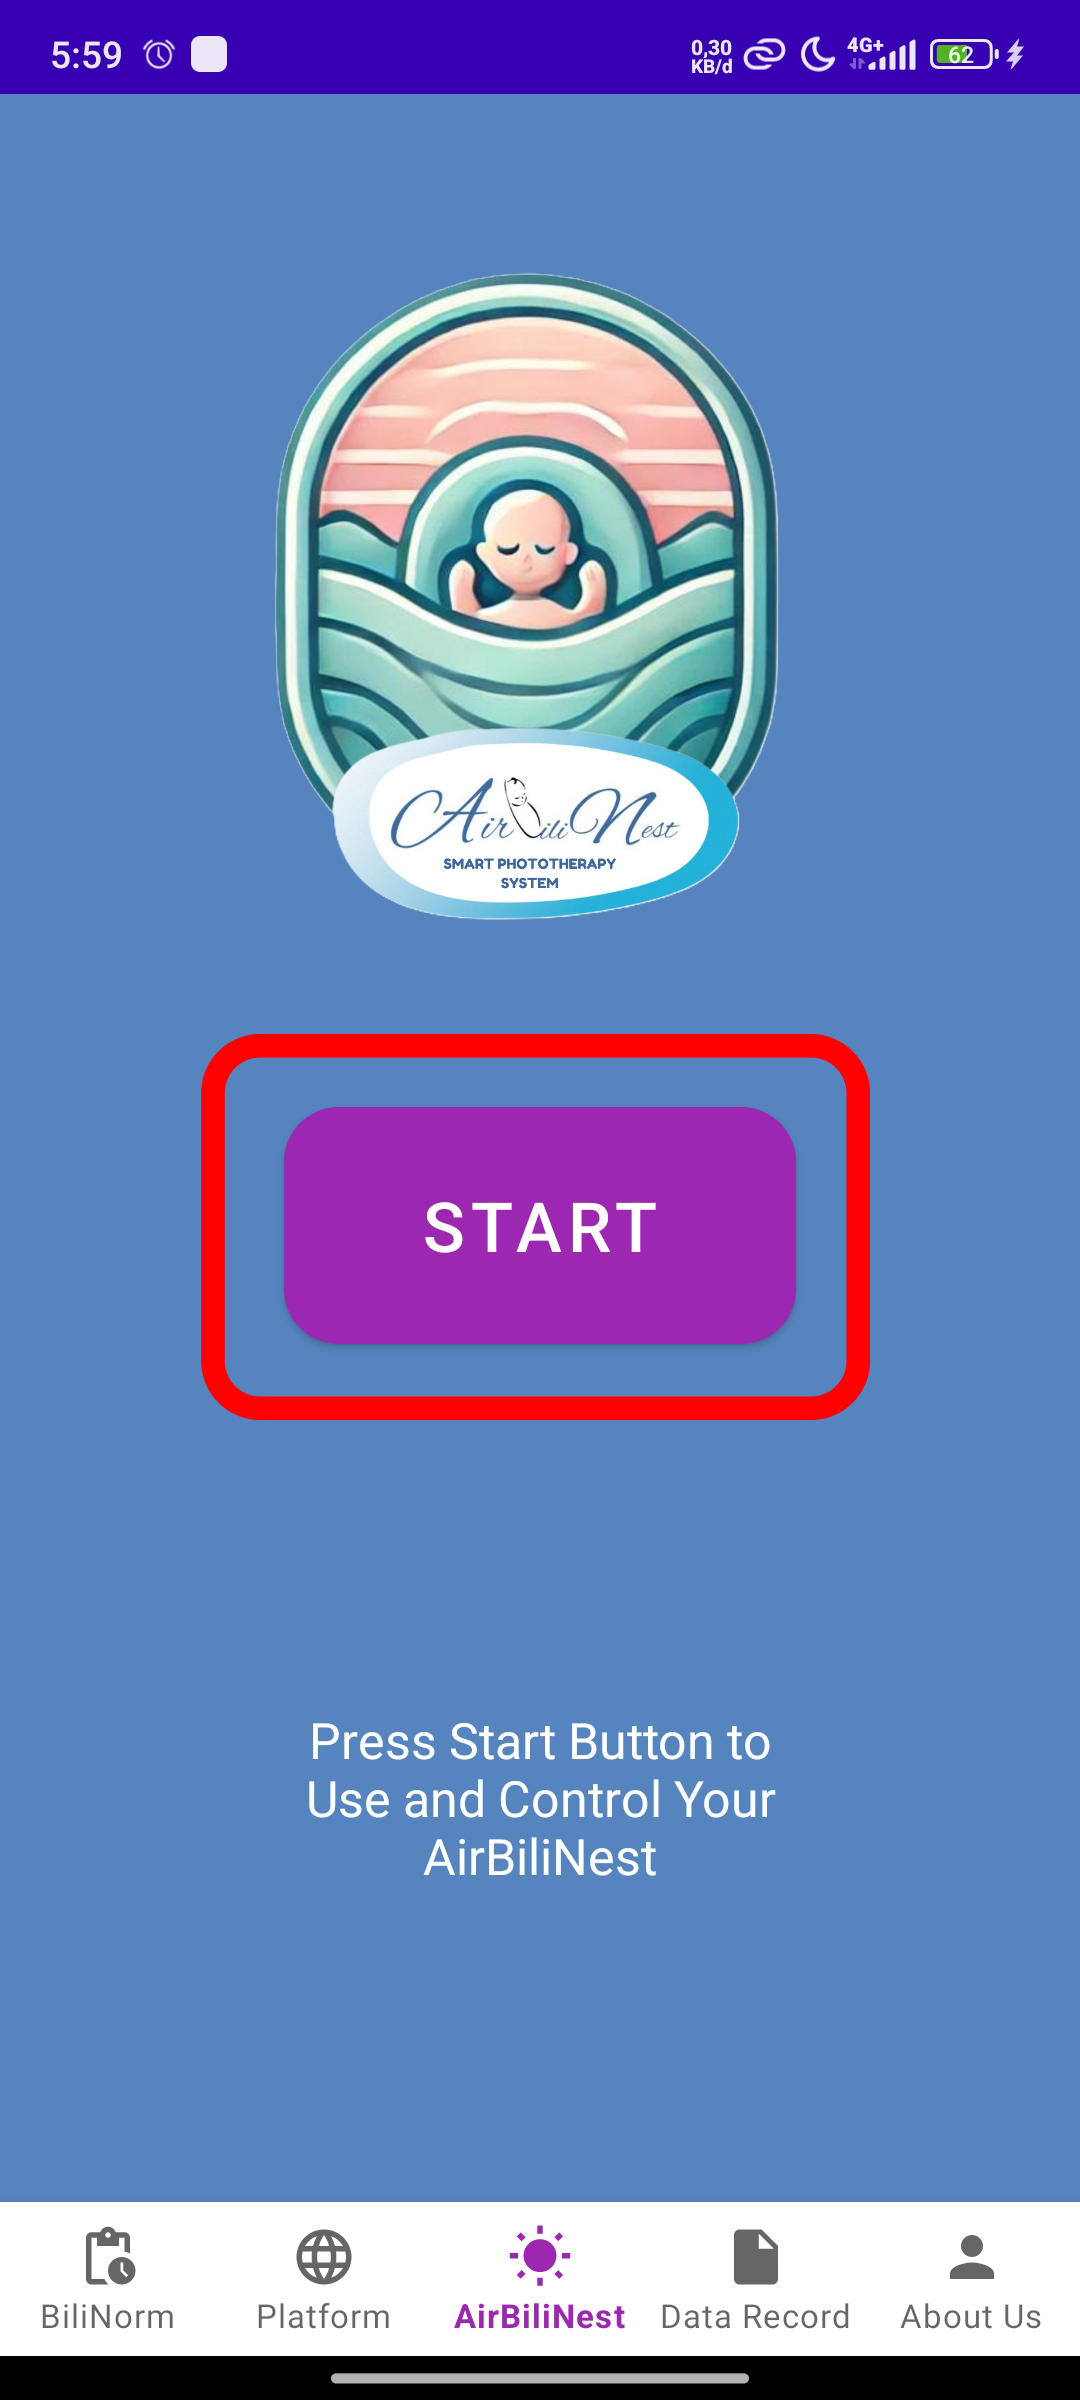 5:59
0,30
KB/d
4G+
62
AirBiliNest
SMART PHOTOTHERAPY
SYSTEM
START
Press Start Button to
Use and Control Your
AirBiliNest
BiliNorm
Platform
AirBiliNest
Data Record
About Us